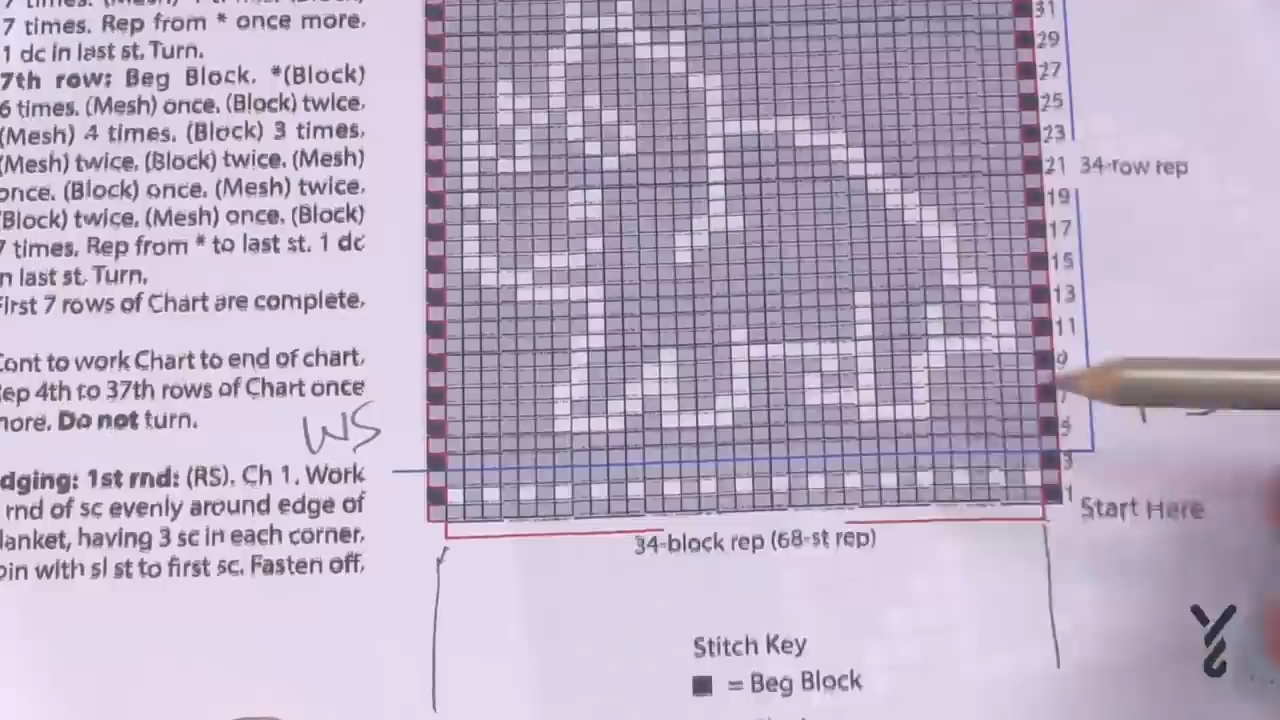 7 times. Rep from * once more.
1 dc in last st. Turn.
7th row: Beg Block. *(Block)
6 times. (Mesh) once. (Block) twice.
(Mesh) 4 times. (Block) 3 times.
(Mesh) twice. (Block) twice. (Mesh)
once. (Block) once. (Mesh) twice.
(Block) twice. (Mesh) once. (Block)
7 times. Rep from * to last st. 1 dc
n last st. Turn.
First 7 rows of Chart are complete.
Cont to work Chart to end of chart.
ep 4th to 37th rows of Chart once
more. Do not turn.
WS
dging: 1st rnd: (RS). Ch 1. Work
rnd of sc evenly around edge of
lanket, having 3 sc in each corner.
oin with sl st to first sc. Fasten off.
31
29
27
25
23
21 34-row rep
19
17
15
13
11
9
7
5
3
1
Start Here
34-block rep (68-st rep)
Stitch Key
= Beg Block